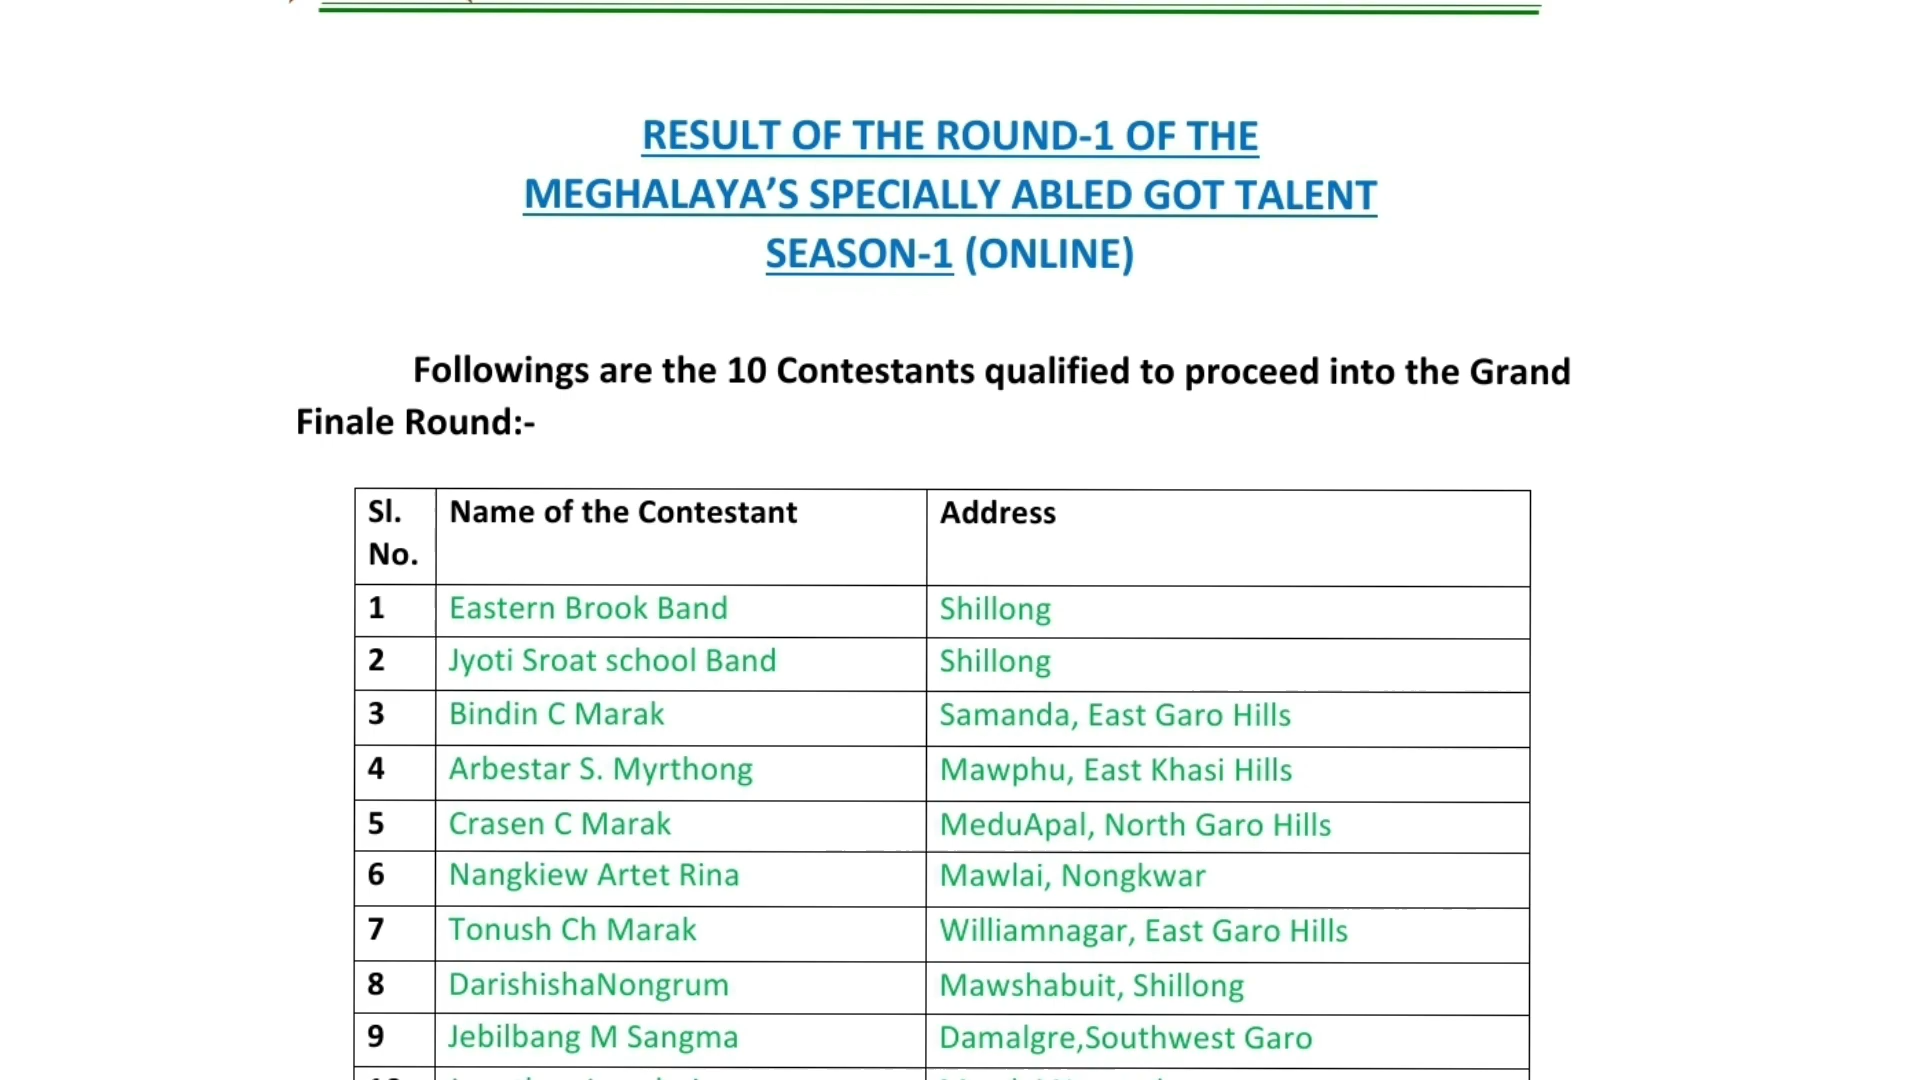 RESULT OF THE ROUND-1 OF THE
MEGHALAYA’S SPECIALLY ABLED GOT TALENT
SEASON-1 (ONLINE)
Followings are the 10 Contestants qualified to proceed into the Grand
Finale Round:-
Sl. No. Name of the Contestant Address
1 Eastern Brook Band Shillong
2 Jyoti Sroat school Band Shillong
3 Bindin C Marak Samanda, East Garo Hills
4 Arbestar S. Myrthong Mawphu, East Khasi Hills
5 Crasen C Marak MeduApal, North Garo Hills
6 Nangkiew Artet Rina Mawlai, Nongkwar
7 Tonush Ch Marak Williamnagar, East Garo Hills
8 DarishishaNongrum Mawshabuit, Shillong
9 Jebilbang M Sangma Damalgre,Southwest Garo